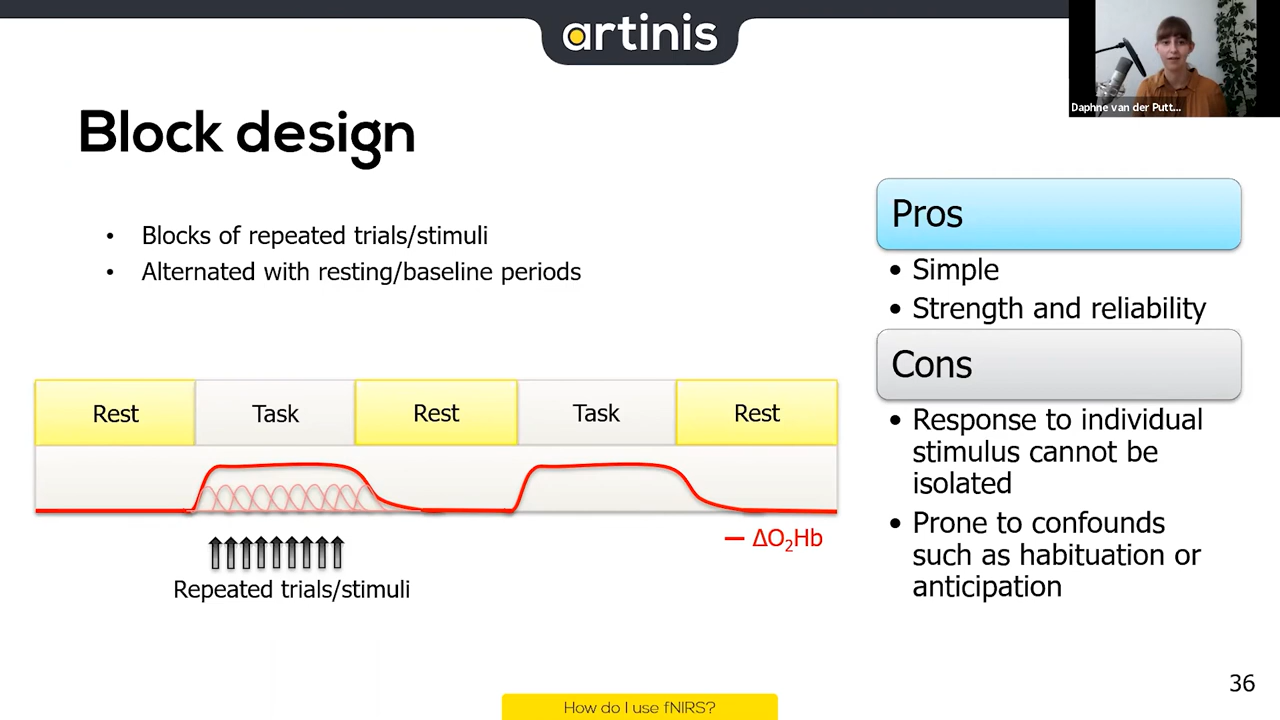 artinis
Daphne van der Putt...
Block design
• Blocks of repeated trials/stimuli
• Alternated with resting/baseline periods
Pros
• Simple
• Strength and reliability
Cons
• Response to individual
stimulus cannot be
isolated
• Prone to confounds
such as habituation or
anticipation
Rest Task Rest Task Rest
ΔO₂Hb
Repeated trials/stimuli
36
How do I use fNIRS?